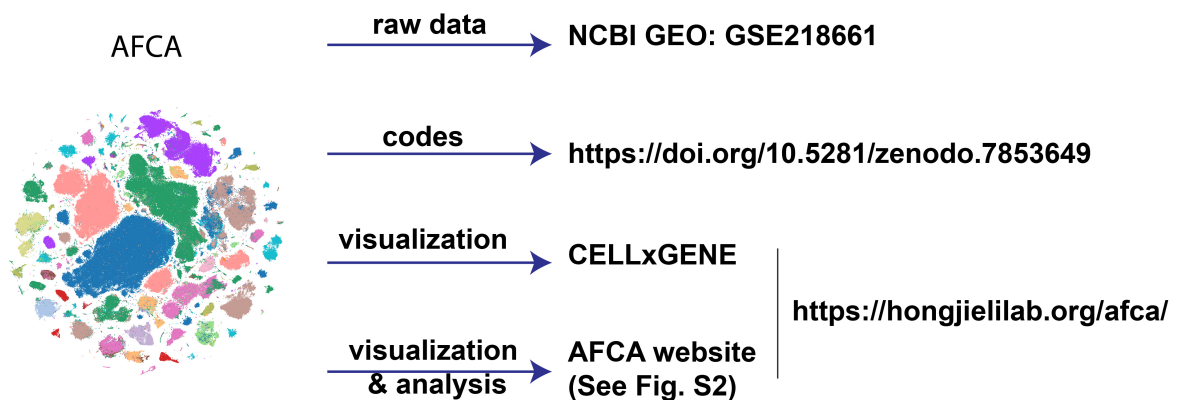 AFCA
raw data
NCBI GEO: GSE218661
codes
https://doi.org/10.5281/zenodo.7853649
visualization
CELLxGENE
https://hongjielilab.org/afca/
visualization
& analysis
AFCA website
(See Fig. S2)